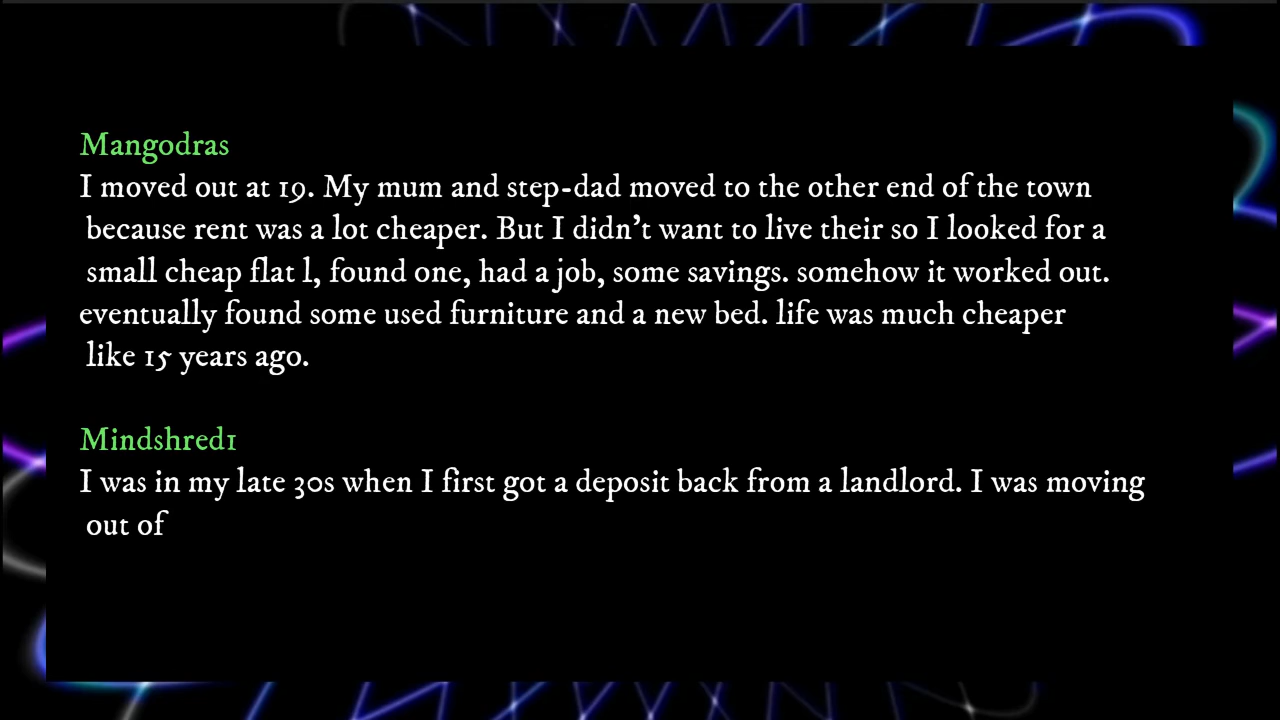 Mangodras
I moved out at 19. My mum and step-dad moved to the other end of the town
because rent was a lot cheaper. But I didn't want to live their so I looked for a
small cheap flat l, found one, had a job, some savings. somehow it worked out.
eventually found some used furniture and a new bed. life was much cheaper
like 15 years ago.
Mindshred1
I was in my late 30s when I first got a deposit back from a landlord. I was moving
out of